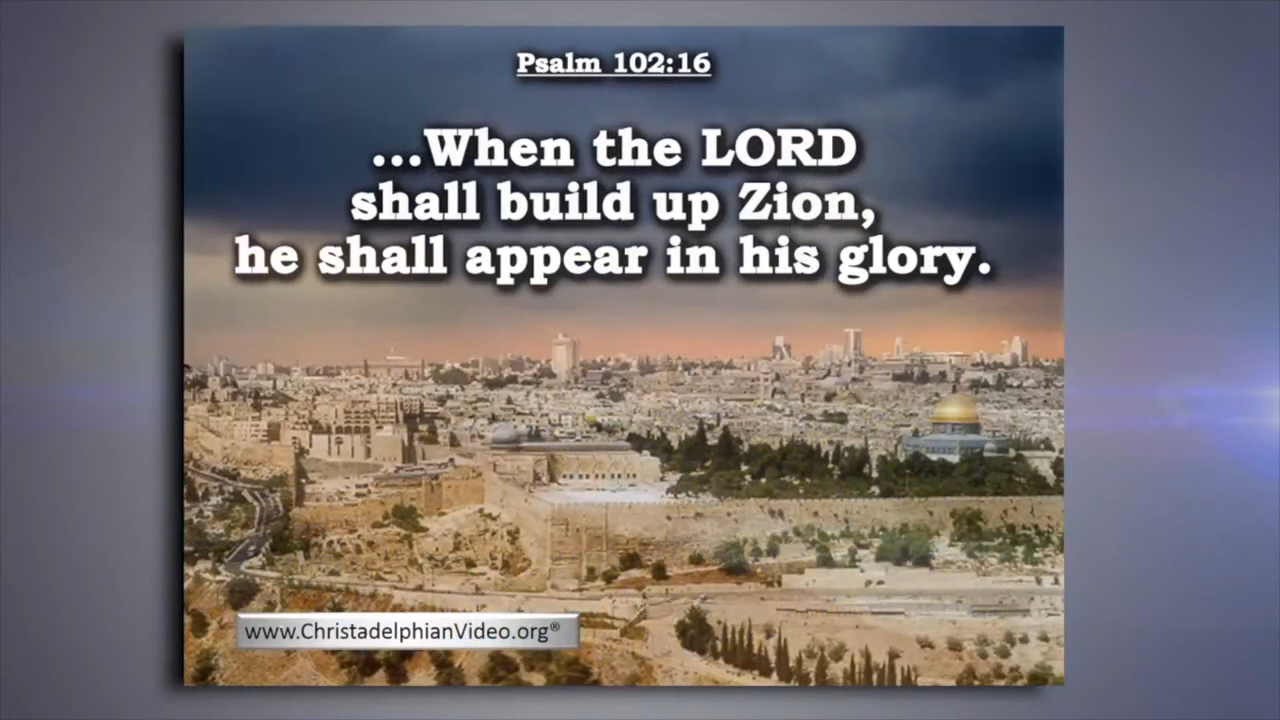 Psalm 102:16
...When the LORD
shall build up Zion,
he shall appear in his glory.
www.ChristadelphianVideo.org®